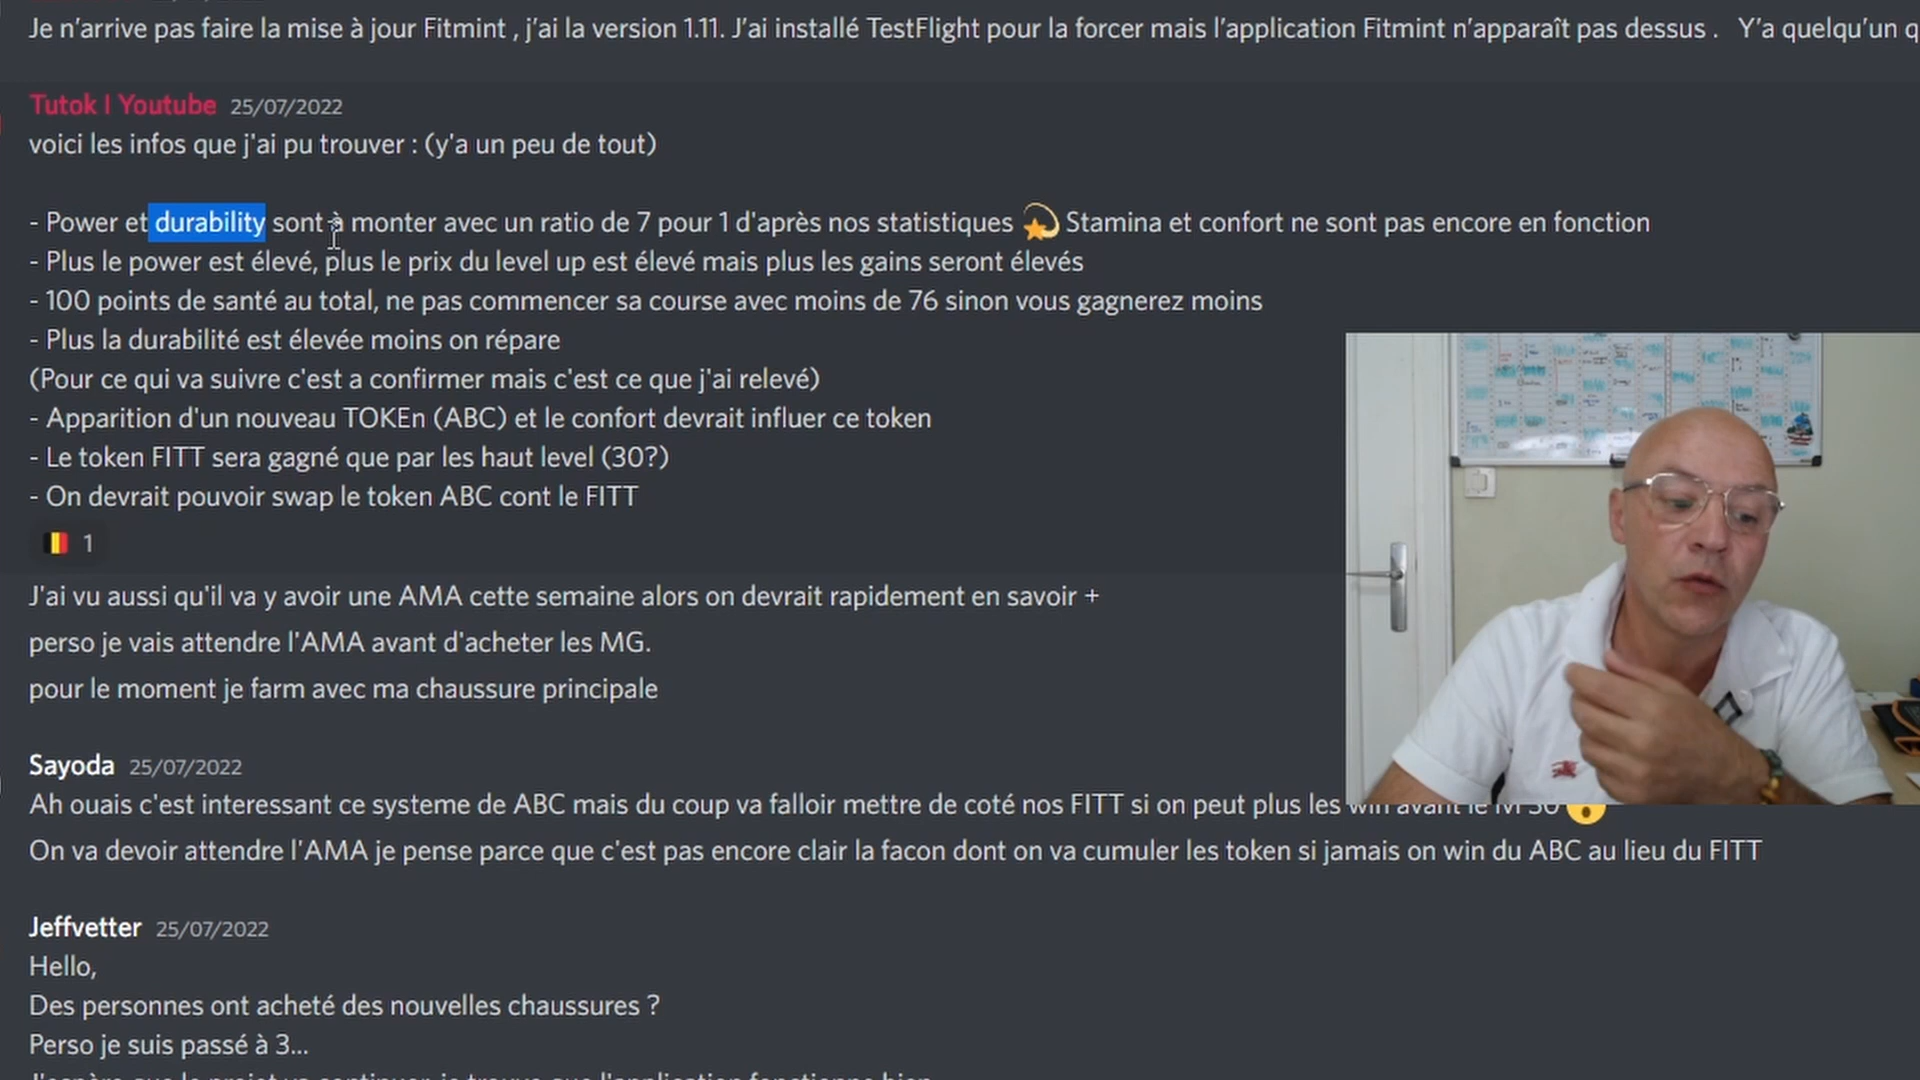 Je n’arrive pas faire la mise à jour Fitmint , j’ai la version 1.11. J’ai installé TestFlight pour la forcer mais l’application Fitmint n’apparaît pas dessus . Y’a quelqu’un q
Tutok I Youtube 25/07/2022
voici les infos que j'ai pu trouver : (y'a un peu de tout)
- Power et durability sont à monter avec un ratio de 7 pour 1 d'après nos statistiques 💫 Stamina et confort ne sont pas encore en fonction
- Plus le power est élevé, plus le prix du level up est élevé mais plus les gains seront élevés
- 100 points de santé au total, ne pas commencer sa course avec moins de 76 sinon vous gagnerez moins
- Plus la durabilité est élevée moins on répare
(Pour ce qui va suivre c'est a confirmer mais c'est ce que j'ai relevé)
- Apparition d'un nouveau TOKEn (ABC) et le confort devrait influer ce token
- Le token FITT sera gagné que par les haut level (30?)
- On devrait pouvoir swap le token ABC cont le FITT
🇧🇪 1
J'ai vu aussi qu'il va y avoir une AMA cette semaine alors on devrait rapidement en savoir +
perso je vais attendre l'AMA avant d'acheter les MG.
pour le moment je farm avec ma chaussure principale
Sayoda 25/07/2022
Ah ouais c'est interessant ce systeme de ABC mais du coup va falloir mettre de coté nos FITT si on peut plus les win avant le lvl 30 😮
On va devoir attendre l'AMA je pense parce que c'est pas encore clair la facon dont on va cumuler les token si jamais on win du ABC au lieu du FITT
Jeffvetter 25/07/2022
Hello,
Des personnes ont acheté des nouvelles chaussures ?
Perso je suis passé à 3...